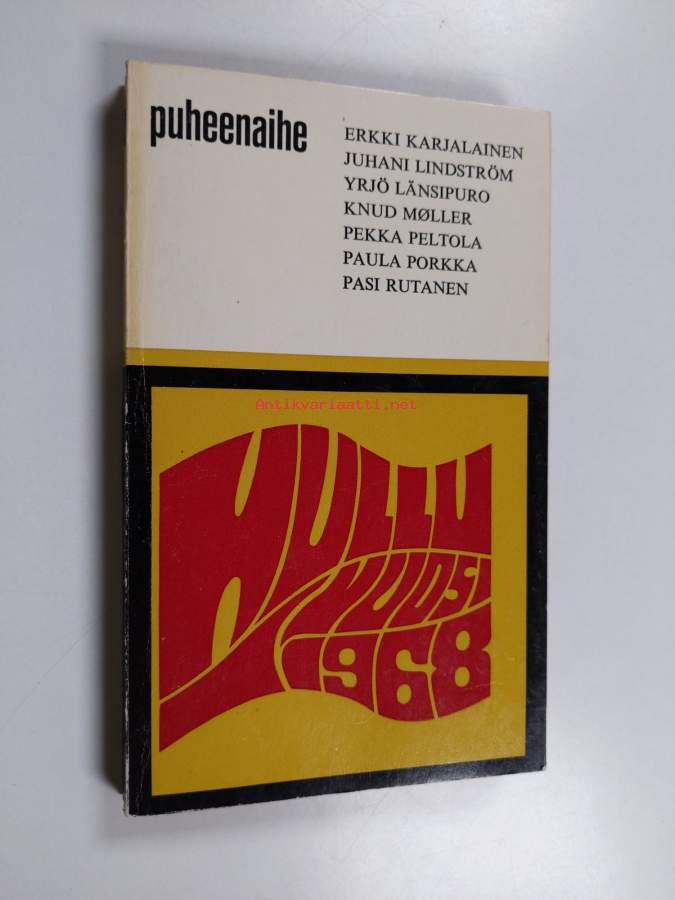 puheenaihe
ERKKI KARJALAINEN
JUHANI LINDSTRÖM
YRJÖ LÄNSIPURO
KNUD MØLLER
PEKKA PELTOLA
PAULA PORKKA
PASI RUTANEN
Antikvariaatti.net
HULLU
VUOSI
1968